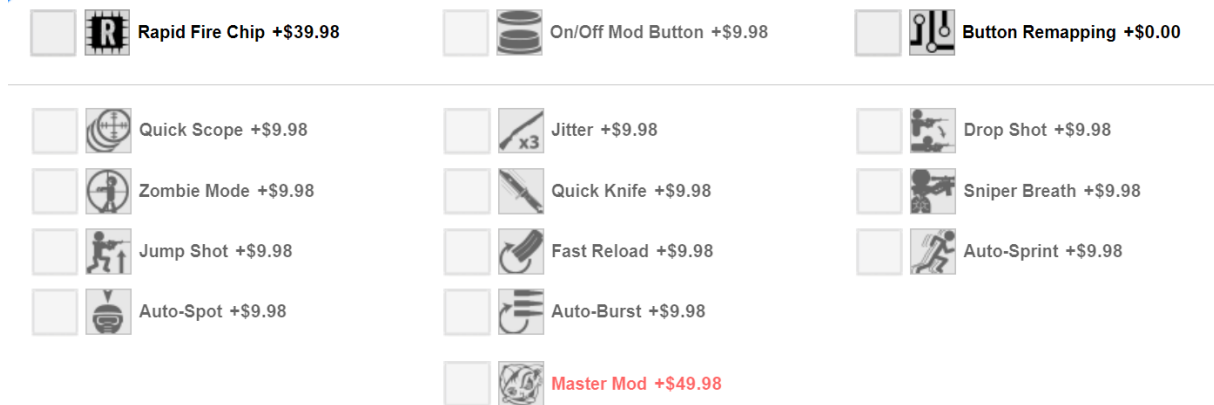 R Rapid Fire Chip +$39.98 On/Off Mod Button +$9.98 Button Remapping +$0.00
Quick Scope +$9.98 x3 Jitter +$9.98 Drop Shot +$9.98
Zombie Mode +$9.98 Quick Knife +$9.98 Sniper Breath +$9.98
Jump Shot +$9.98 Fast Reload +$9.98 Auto-Sprint +$9.98
Auto-Spot +$9.98 Auto-Burst +$9.98
Master Mod +$49.98